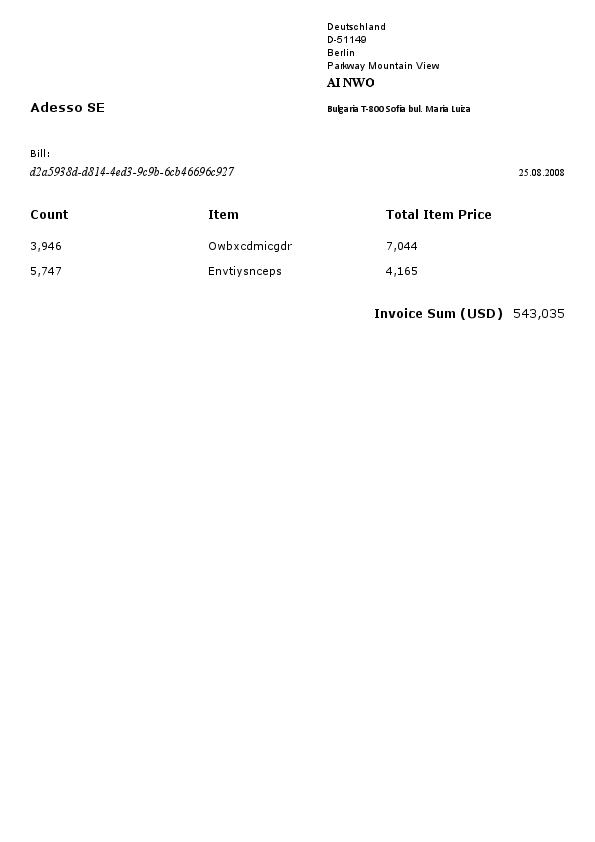 Deutschland
D-51149
Berlin
Parkway Mountain View
AI NWO
Adesso SE
Bulgaria T-800 Sofia bul. Maria Luiza
Bill:
d2a5938d-d814-4ed3-9c9b-6cb46696c927
25.08.2008
Count Item Total Item Price
3,946 Owbxcdmicgdr 7,044
5,747 Envtiysnceps 4,165
Invoice Sum (USD) 543,035